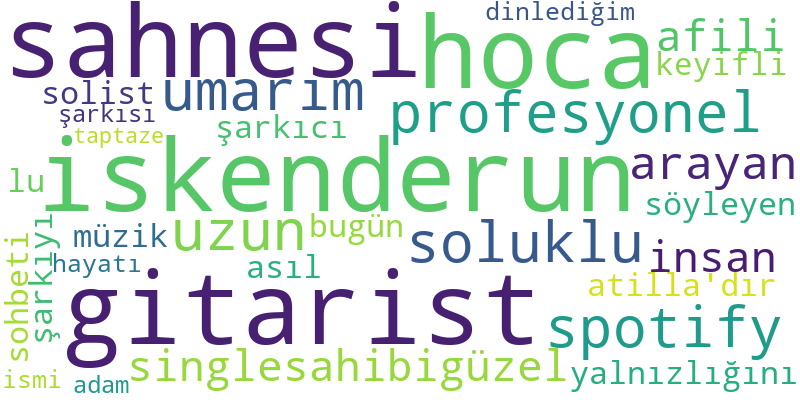 dinlediğim
sahnesi hoca afili
keyifli
solist umarım profesyonel
şarkısı
taptaze şarkıcı
iskenderun arayan
lu söyleyen
müzik uzun bugün soluklu insan
hayatı asıl
sohbeti şarkıyı gitarist atilla'dır
spotify
singlesahibigüzel yalnızlığını
ismi adam